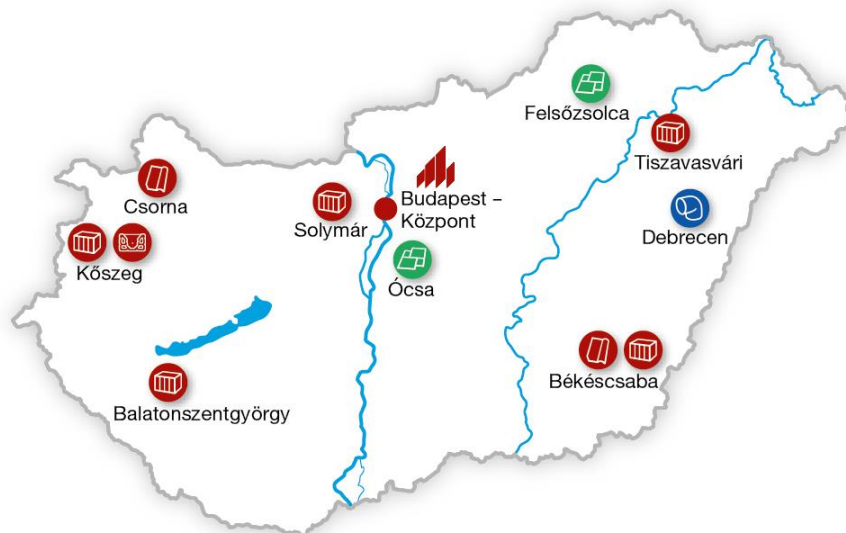 Felsőzsolca
Tiszavasvári
Csorna
Budapest –
Központ
Solymár
Debrecen
Kőszeg
Ócsa
Békéscsaba
Balatonszentgyörgy